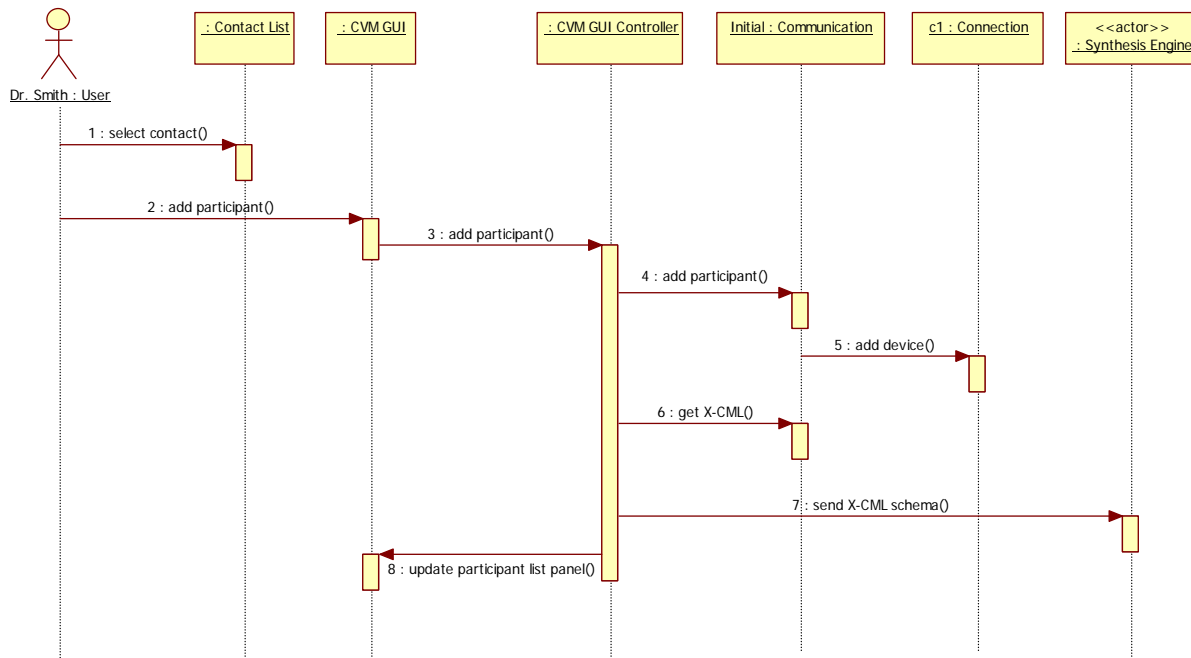 : Contact List
: CVM GUI
: CVM GUI Controller
Initial : Communication
c1 : Connection
<<actor>>
: Synthesis Engine
Dr. Smith : User
1 : select contact()
2 : add participant()
3 : add participant()
4 : add participant()
5 : add device()
6 : get X-CML()
7 : send X-CML schema()
8 : update participant list panel()